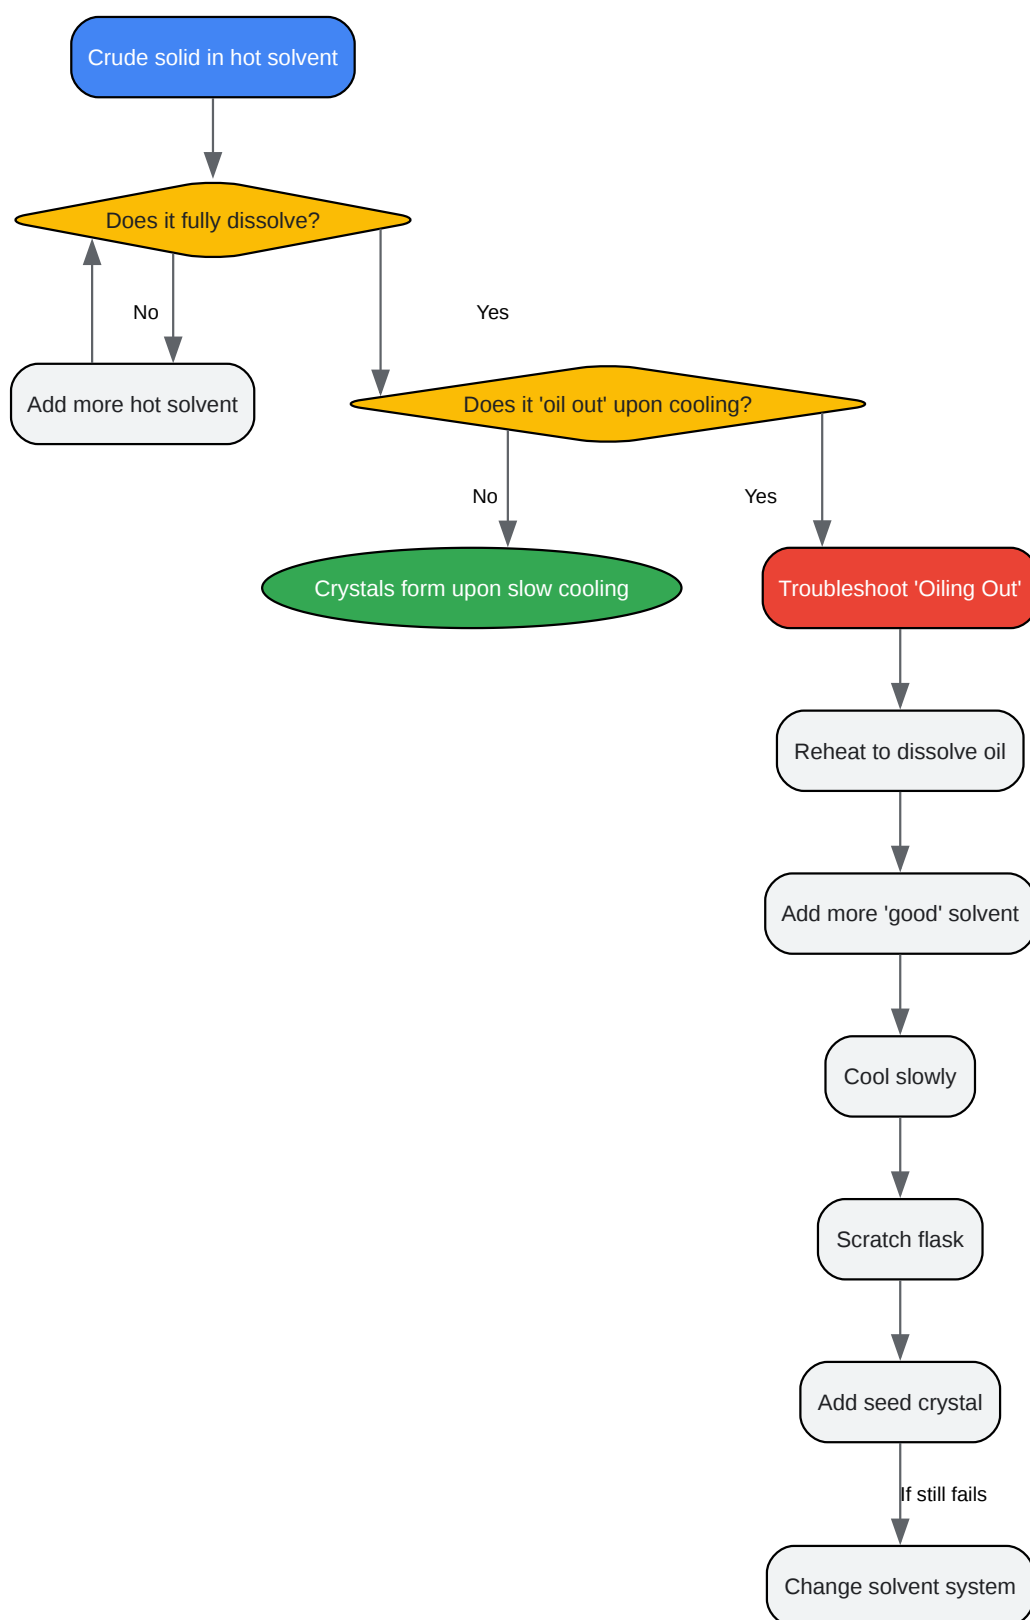 Crude solid in hot solvent
Does it fully dissolve?
No
Yes
Add more hot solvent
Does it 'oil out' upon cooling?
No
Yes
Crystals form upon slow cooling
Troubleshoot 'Oiling Out'
Reheat to dissolve oil
Add more 'good' solvent
Cool slowly
Scratch flask
Add seed crystal
If still fails
Change solvent system